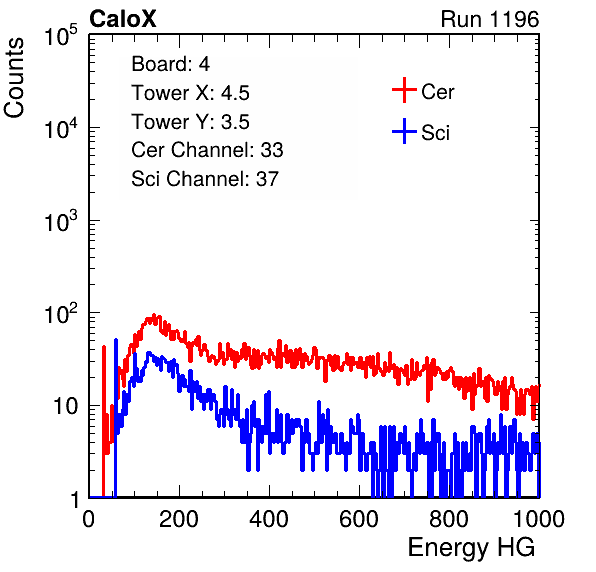 CaloX Run 1196
Counts
10^5
10^4
10^3
10^2
10
1
Board: 4
Tower X: 4.5
Tower Y: 3.5
Cer Channel: 33
Sci Channel: 37
Cer
Sci
0 200 400 600 800 1000
Energy HG